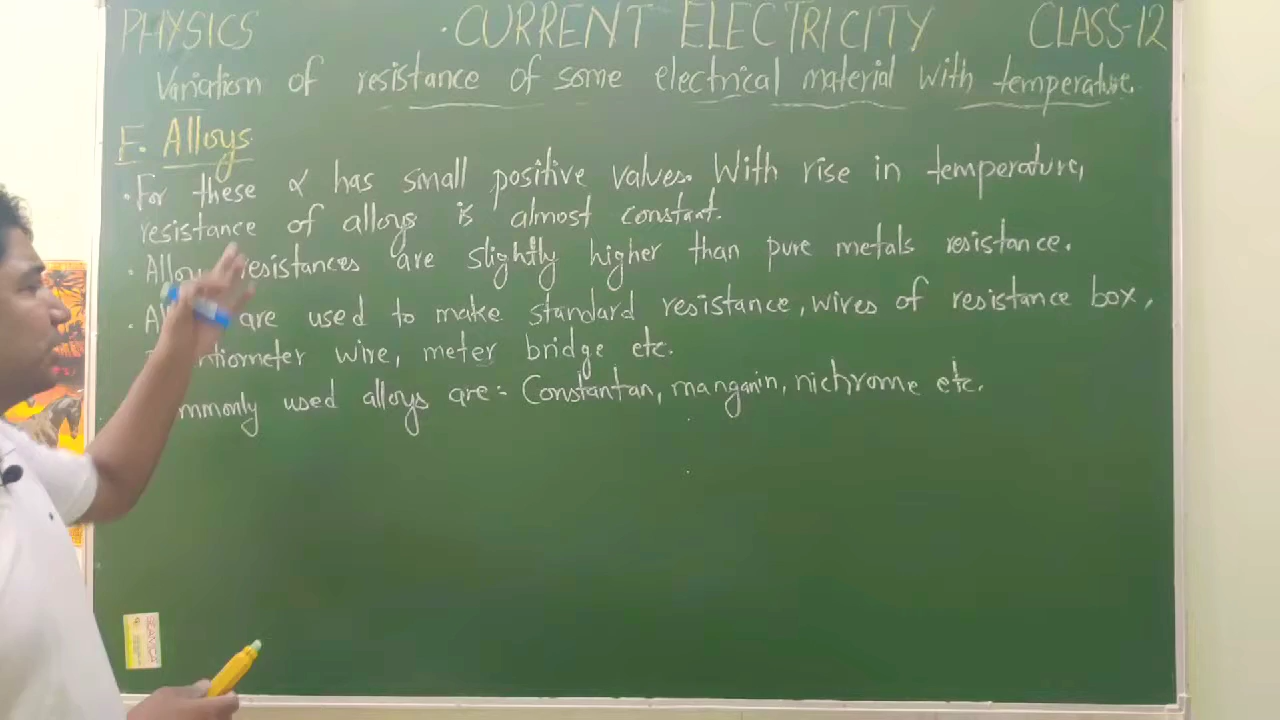 PHYSICS CURRENT ELECTRICITY CLASS-12
Variation of resistance of some electrical material with temperature.
E. Alloys.
• For these α has small positive values. With rise in temperature,
resistance of alloys is almost constant.
• Alloy resistances are slightly higher than pure metals resistance.
• are used to make standard resistance, wires of resistance box,
wire, meter bridge etc.
used alloys are:- Constantan, manganin, nichrome etc.